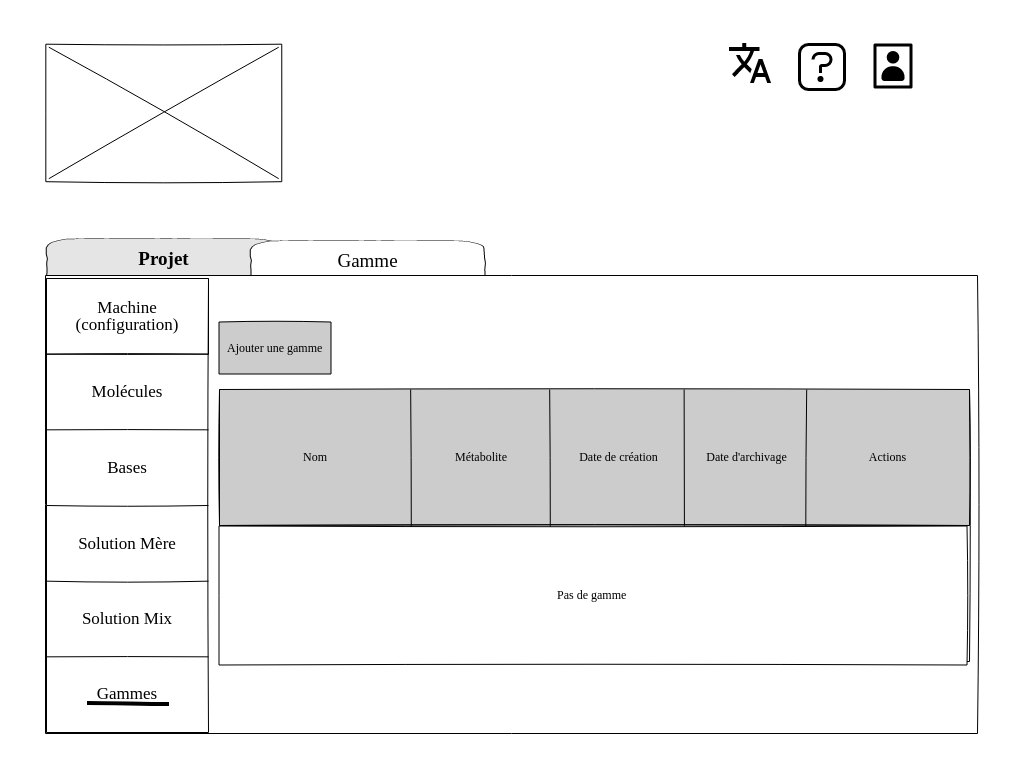 Projet
Gamme
Machine
(configuration)
Molécules
Bases
Solution Mère
Solution Mix
Gammes
Ajouter une gamme
Nom
Métabolite
Date de création
Date d'archivage
Actions
Pas de gamme